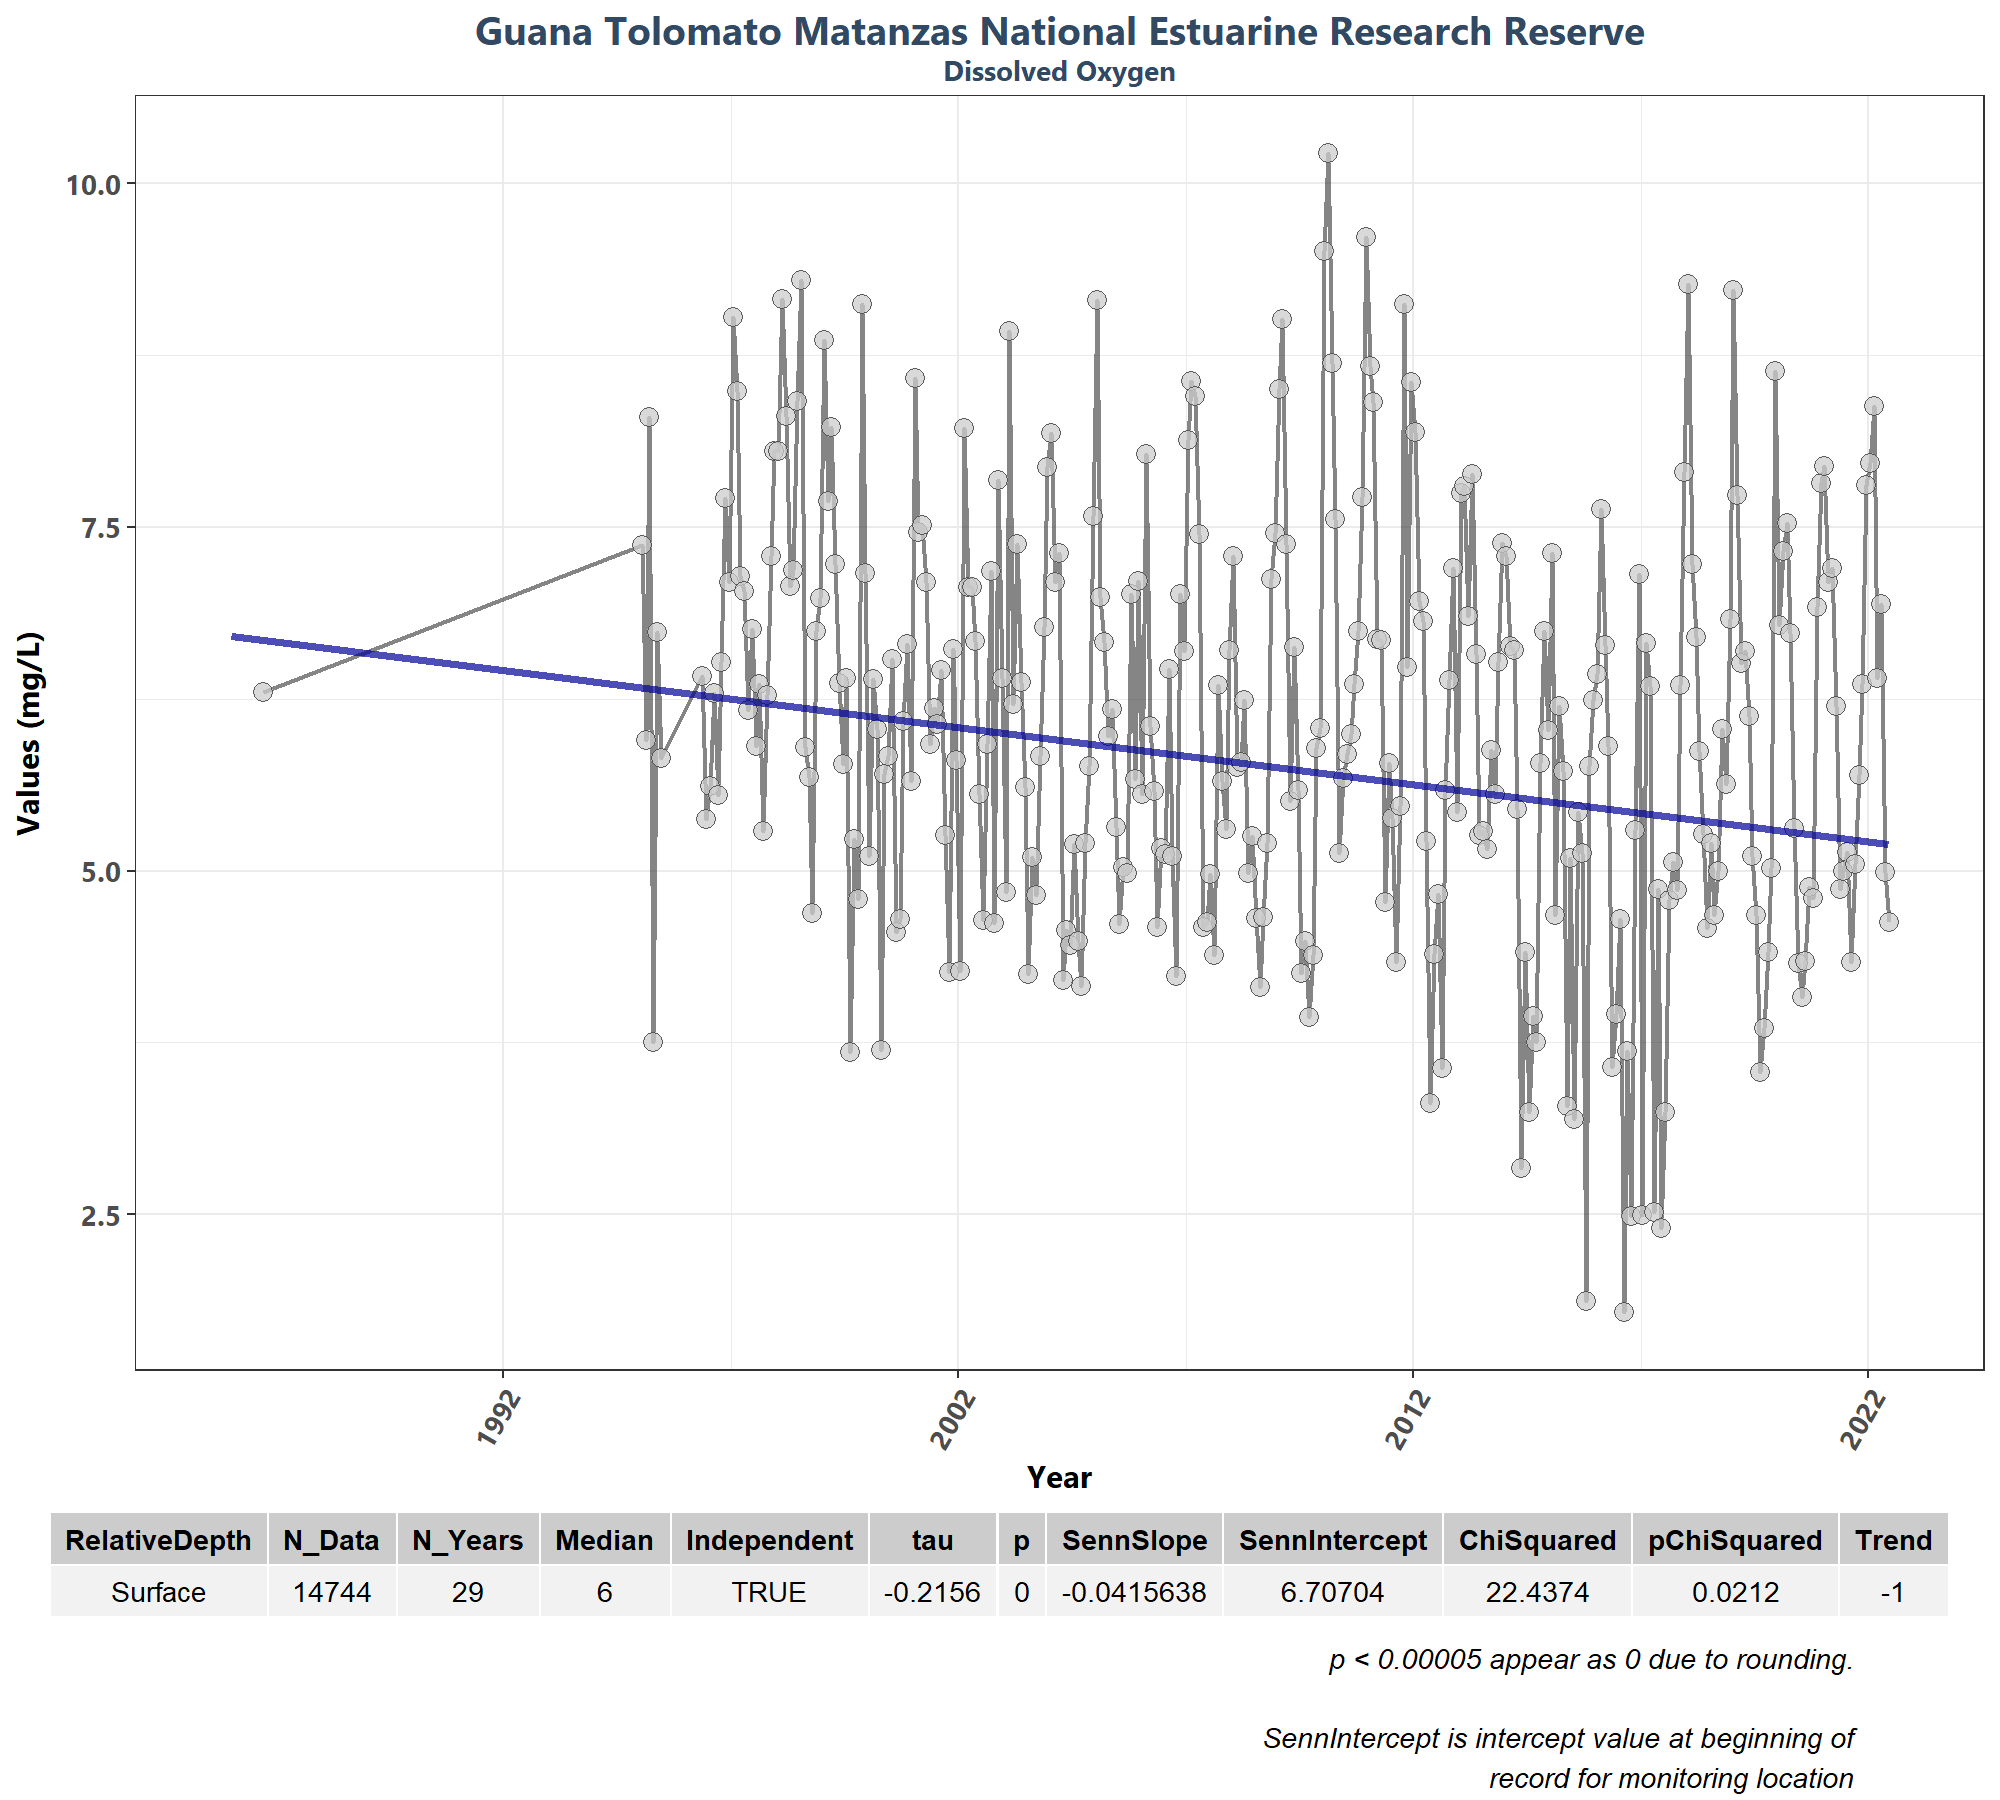 Guana Tolomato Matanzas National Estuarine Research Reserve
Dissolved Oxygen
Values (mg/L)
10.0
7.5
5.0
2.5
1992 2002 2012 2022
Year
RelativeDepth N_Data N_Years Median Independent tau p SennSlope SennIntercept ChiSquared pChiSquared Trend
Surface 14744 29 6 TRUE -0.2156 0 -0.0415638 6.70704 22.4374 0.0212 -1
p < 0.00005 appear as 0 due to rounding.
SennIntercept is intercept value at beginning of
record for monitoring location